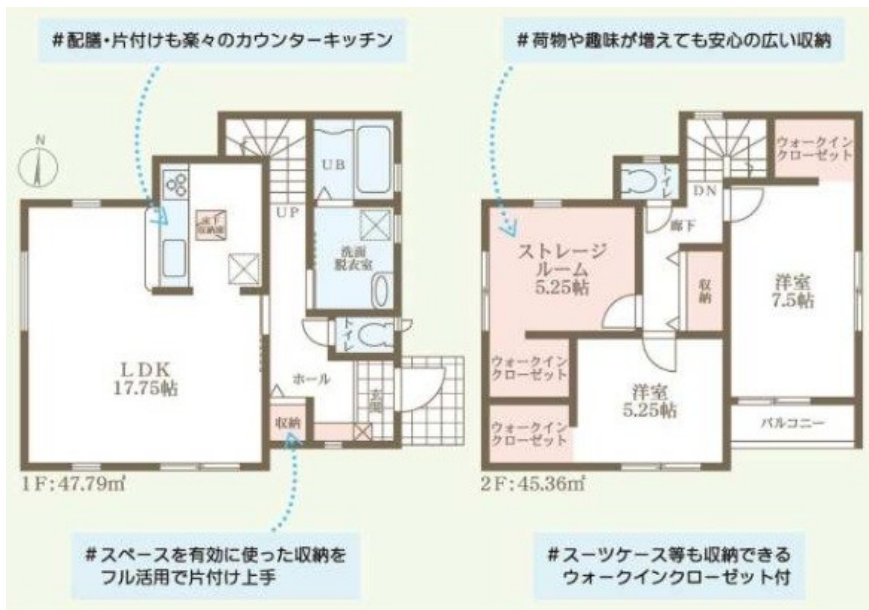 #配膳・片付けも楽々のカウンターキッチン
#荷物や趣味が増えても安心の広い収納
N
UB
UP
床下
収納庫
洗面
脱衣室
トイレ
LDK
17.75帖
ホール
玄関
収納
1F:47.79㎡
トイレ
DN
ウォークイン
クローゼット
廊下
ストレージ
ルーム
5.25帖
収納
洋室
7.5帖
ウォークイン
クローゼット
洋室
5.25帖
ウォークイン
クローゼット
バルコニー
2F:45.36㎡
#スペースを有効に使った収納を
フル活用で片付け上手
#スーツケース等も収納できる
ウォークインクローゼット付